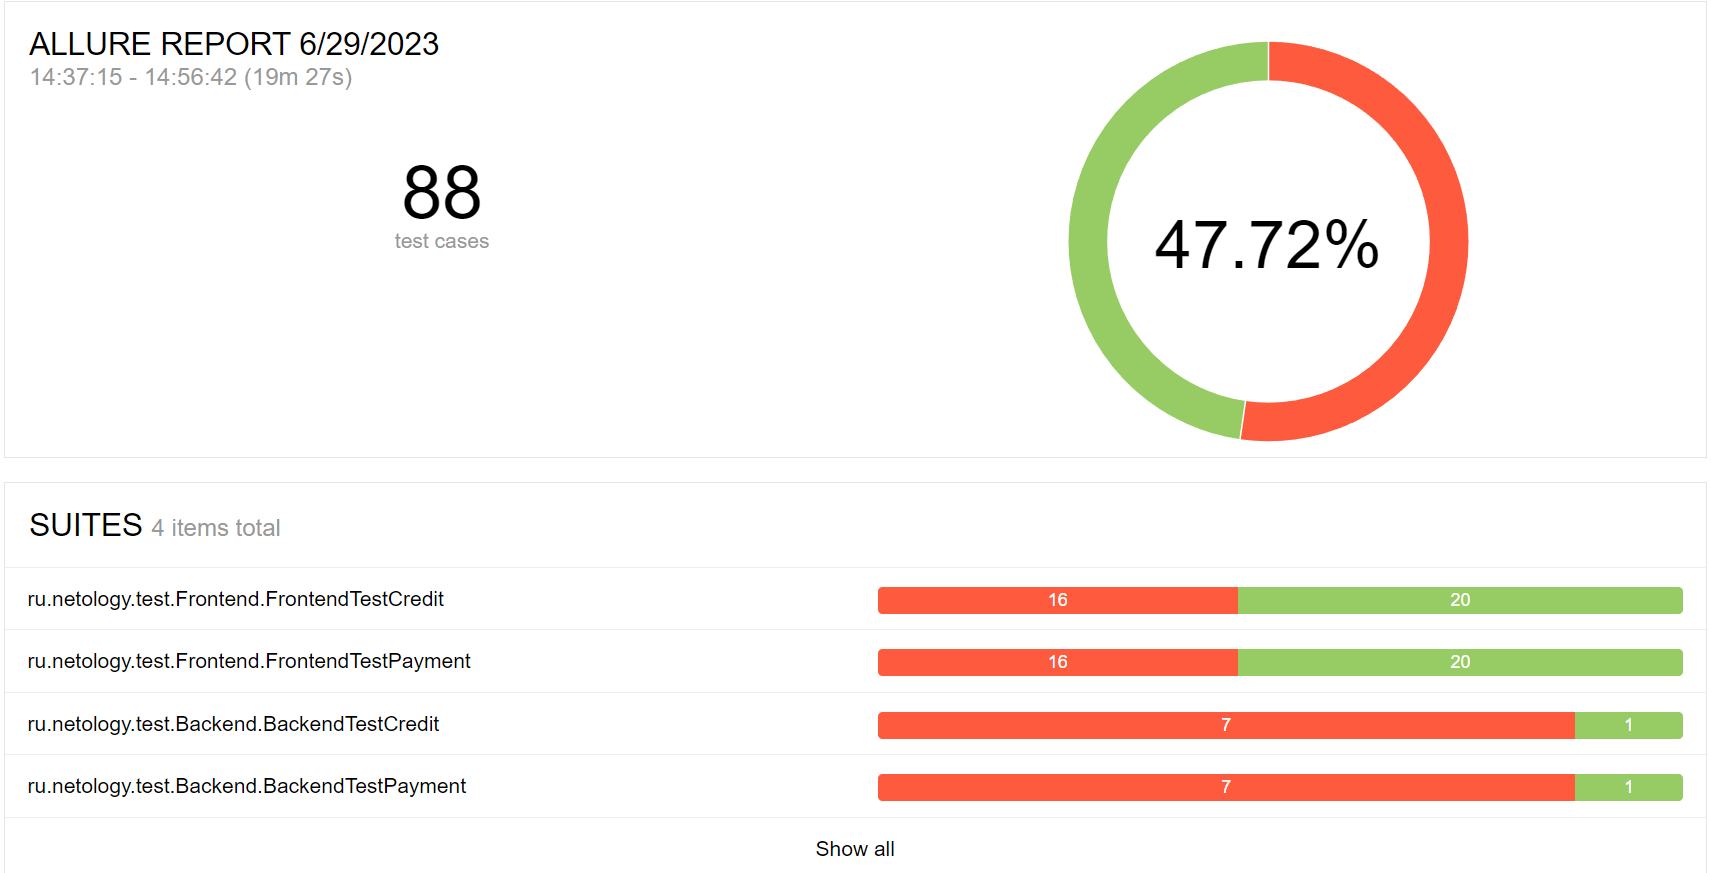 ALLURE REPORT 6/29/2023
14:37:15 - 14:56:42 (19m 27s)
88
test cases
47.72%
SUITES 4 items total
ru.netology.test.Frontend.FrontendTestCredit
16 20
ru.netology.test.Frontend.FrontendTestPayment
16 20
ru.netology.test.Backend.BackendTestCredit
7 1
ru.netology.test.Backend.BackendTestPayment
7 1
Show all